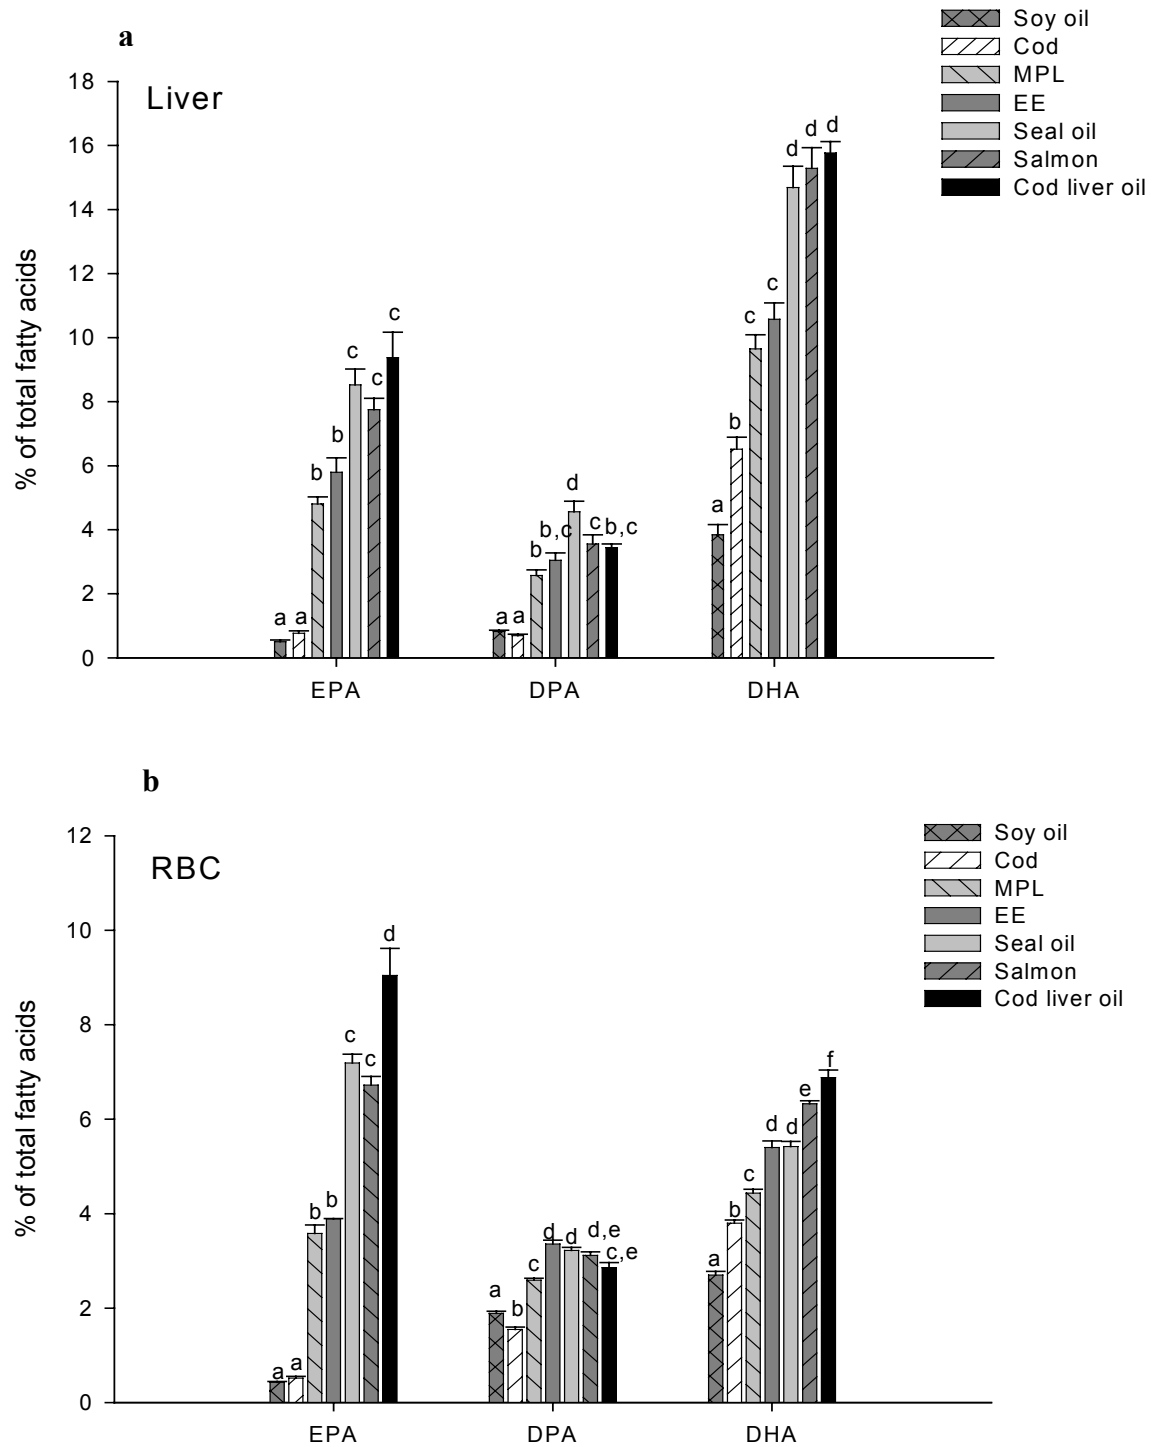 a
Liver
Soy oil
Cod
MPL
EE
Seal oil
Salmon
Cod liver oil
% of total fatty acids
18
16
14
12
10
8
6
4
2
0
a a b b c c c
a a b b,c d c b,c
a b c c d d d
EPA DPA DHA
b
RBC
Soy oil
Cod
MPL
EE
Seal oil
Salmon
Cod liver oil
% of total fatty acids
12
10
8
6
4
2
0
a a b b c c d
a b c d d d,e c,e
a b c d d e f
EPA DPA DHA